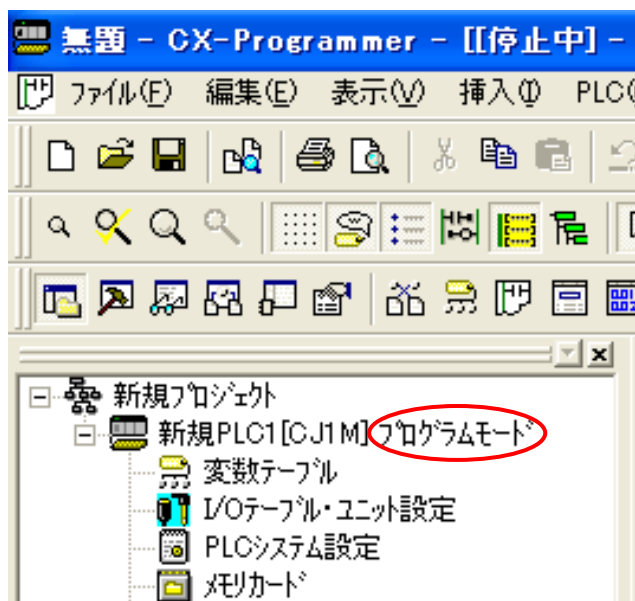 無題 - CX-Programmer - [[停止中] -
ﾌｧｲﾙ(F) 編集(E) 表示(V) 挿入(I) PLC(
新規ﾌﾟﾛｼﾞｪｸﾄ
新規PLC1[CJ1M] ﾌﾟﾛｸﾞﾗﾑﾓｰﾄﾞ
変数ﾃｰﾌﾞﾙ
I/Oﾃｰﾌﾞﾙ･ﾕﾆｯﾄ設定
PLCｼｽﾃﾑ設定
ﾒﾓﾘｶｰﾄﾞ